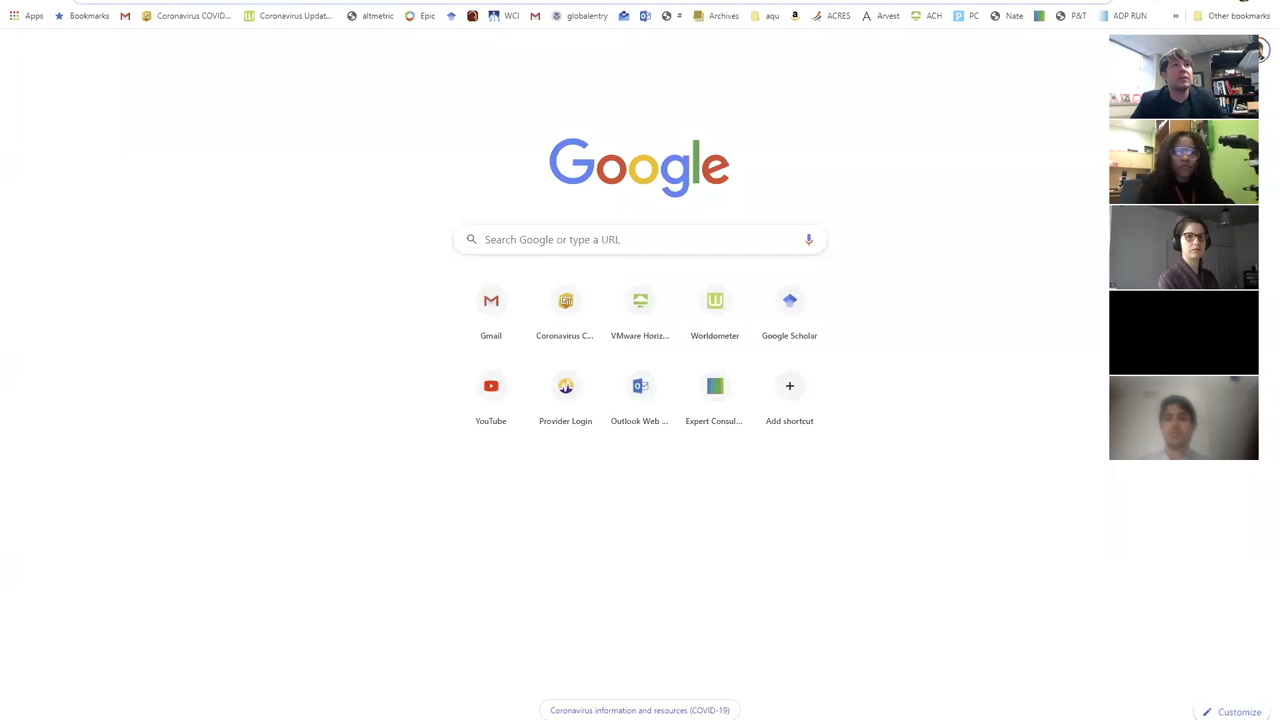 Apps Bookmarks Coronavirus COVID... Coronavirus Updat... altmetric Epic WCI globalentry # Archives aqu ACRES Arvest ACH PC Nate P&T ADP RUN » Other bookmarks
Google
Search Google or type a URL
Gmail Coronavirus C... VMware Horiz... Worldometer Google Scholar
YouTube Provider Login Outlook Web ... Expert Consul... Add shortcut
Coronavirus information and resources (COVID-19)
Customize